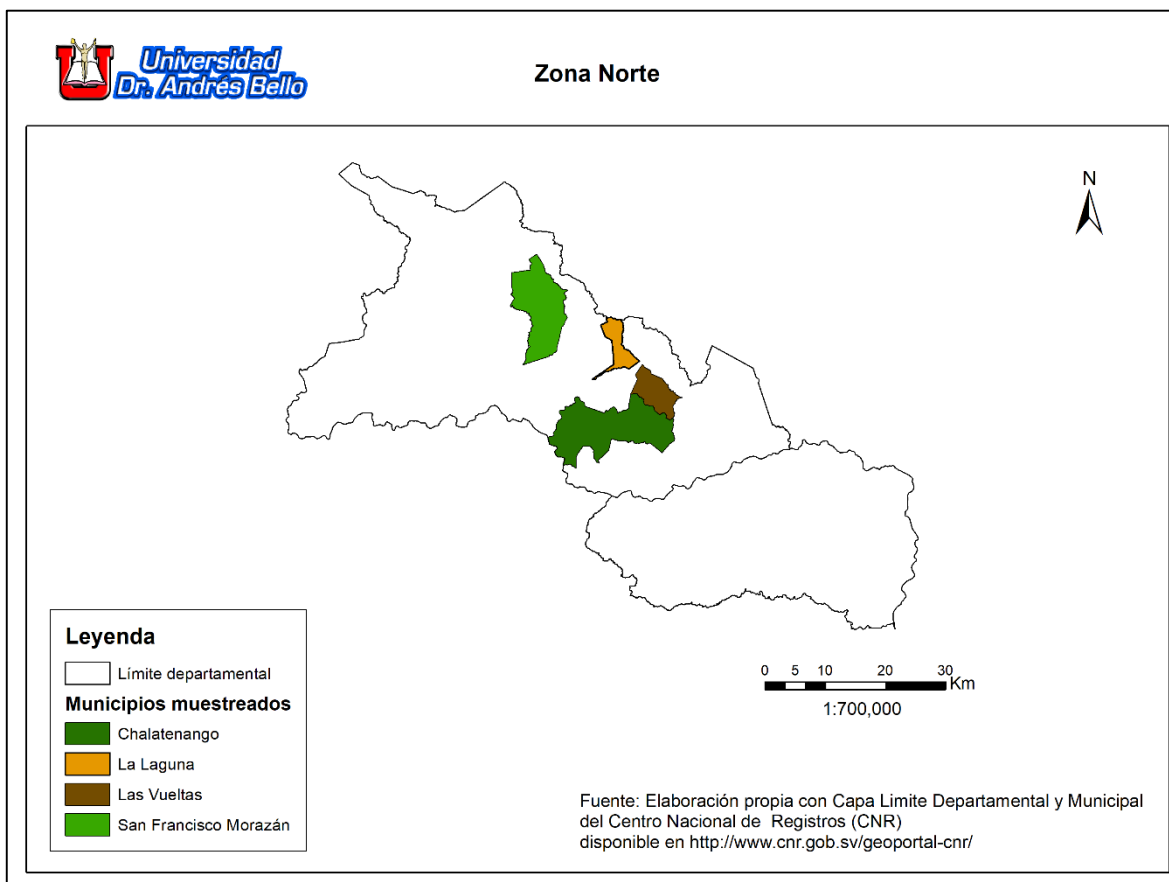 Universidad
Dr. Andrés Bello
Zona Norte
N
Leyenda
Límite departamental
Municipios muestreados
Chalatenango
La Laguna
Las Vueltas
San Francisco Morazán
0 5 10 20 30
Km
1:700,000
Fuente: Elaboración propia con Capa Limite Departamental y Municipal
del Centro Nacional de Registros (CNR)
disponible en http://www.cnr.gob.sv/geoportal-cnr/